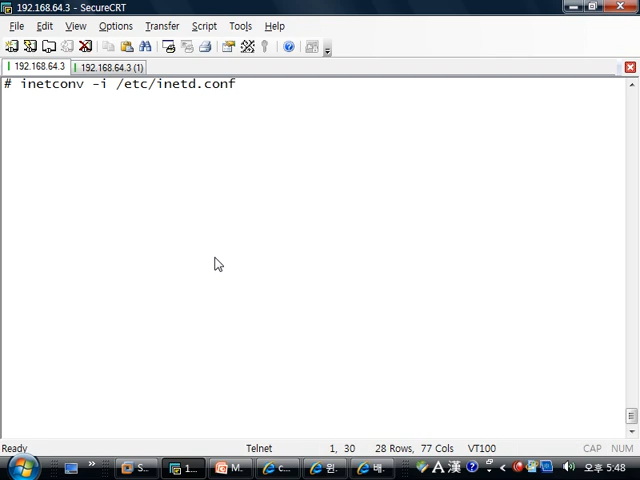 192.168.64.3 - SecureCRT
File Edit View Options Transfer Script Tools Help
192.168.64.3 192.168.64.3 (1)
# inetconv -i /etc/inetd.conf
Ready Telnet 1, 30 28 Rows, 77 Cols VT100 CAP NUM
S... 1... M. c... 윈. 배. A 漢 오후 5:48